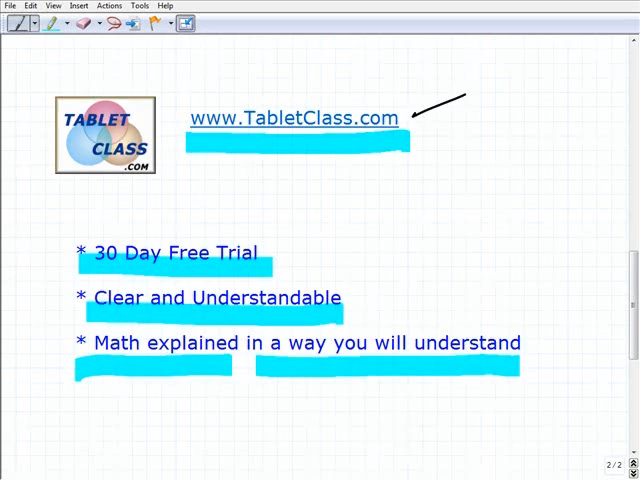 File Edit View Insert Actions Tools Help
TABLET
CLASS
.COM
www.TabletClass.com
* 30 Day Free Trial
* Clear and Understandable
* Math explained in a way you will understand
2 / 2